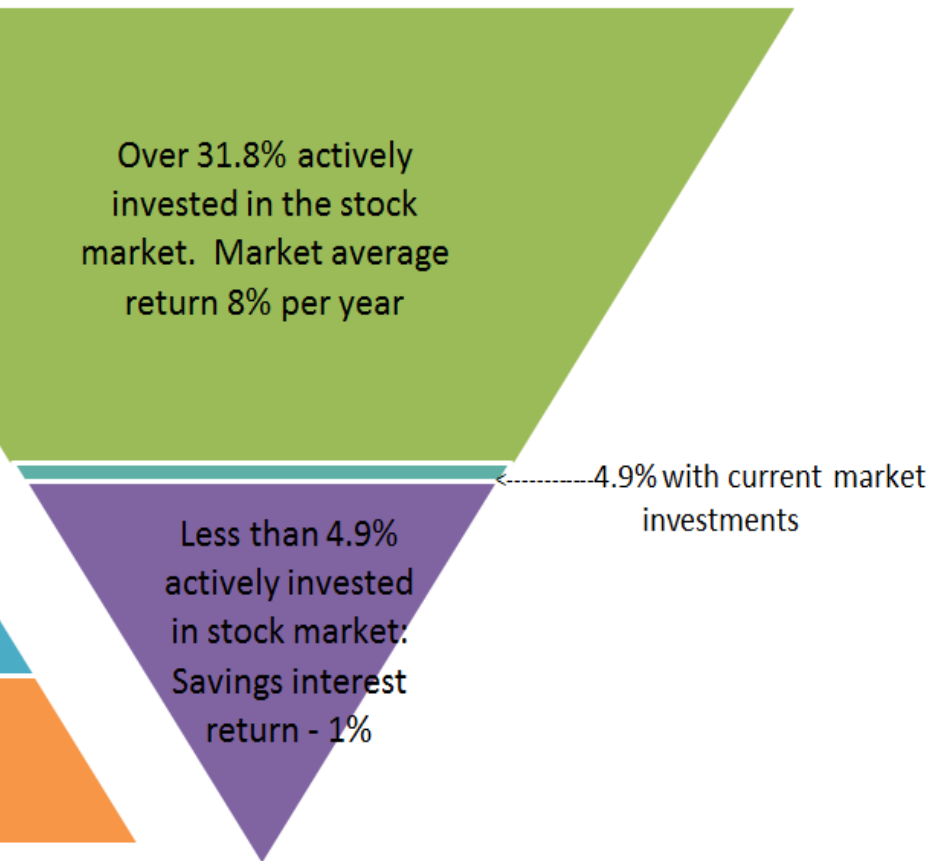 Over 31.8% actively
invested in the stock
market.  Market average
return 8% per year
<------------4.9% with current market
investments
Less than 4.9%
actively invested
in stock market:
Savings interest
return - 1%